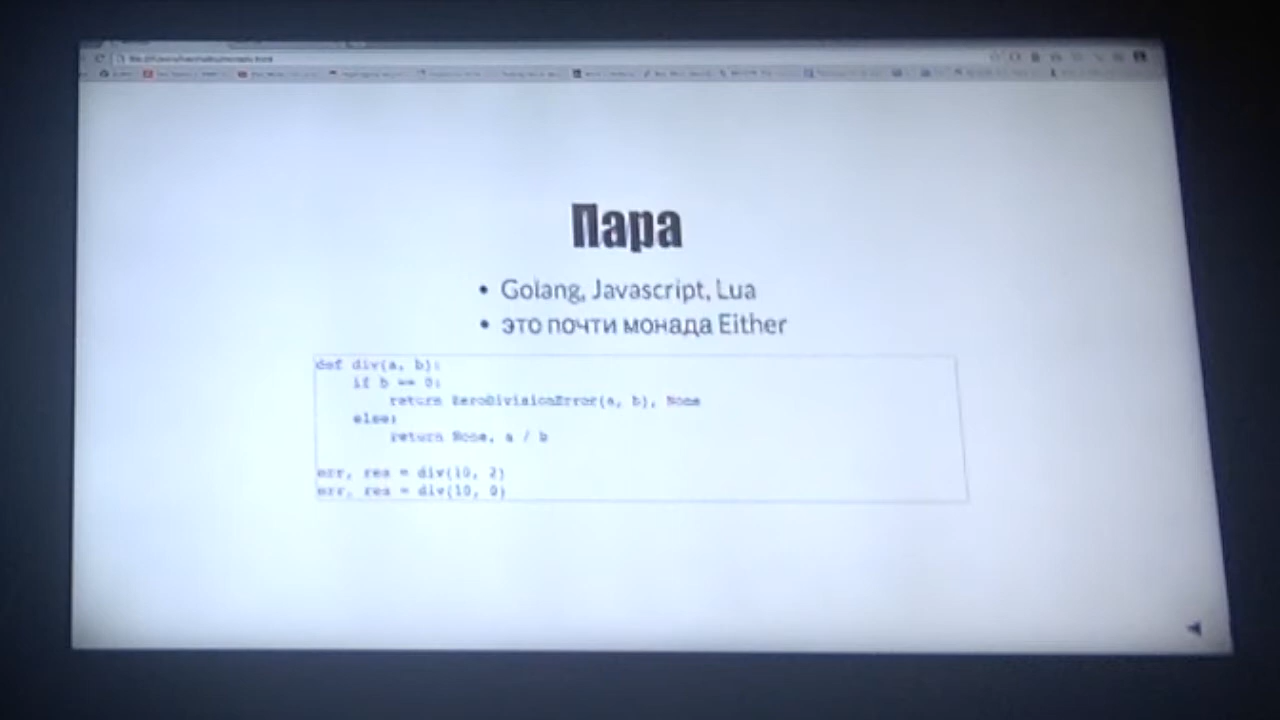 Пара
• Golang, Javascript, Lua
• это почти монада Either
def div(a, b):
if b == 0:
return ZeroDivisionError(a, b), None
else:
return None, a / b
err, res = div(10, 2)
err, res = div(10, 0)